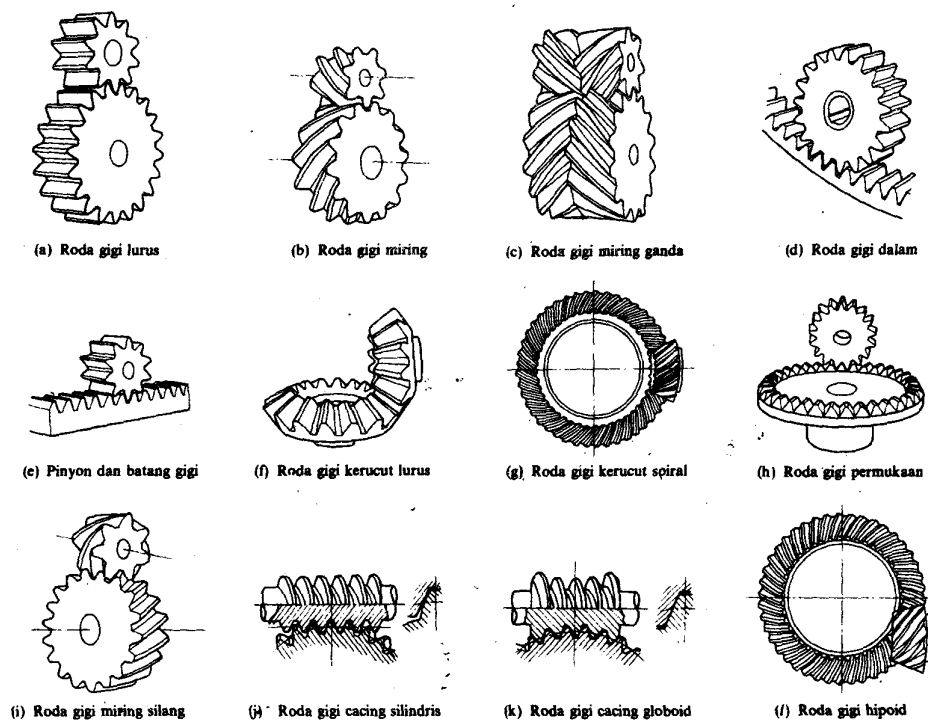 (a) Roda gigi lurus
(b) Roda gigi miring
(c) Roda gigi miring ganda
(d) Roda gigi dalam
(e) Pinyon dan batang gigi
(f) Roda gigi kerucut lurus
(g) Roda gigi kerucut spiral
(h) Roda gigi permukaan
(i) Roda gigi miring silang
(j) Roda gigi cacing silindris
(k) Roda gigi cacing globoid
(l) Roda gigi hipoid